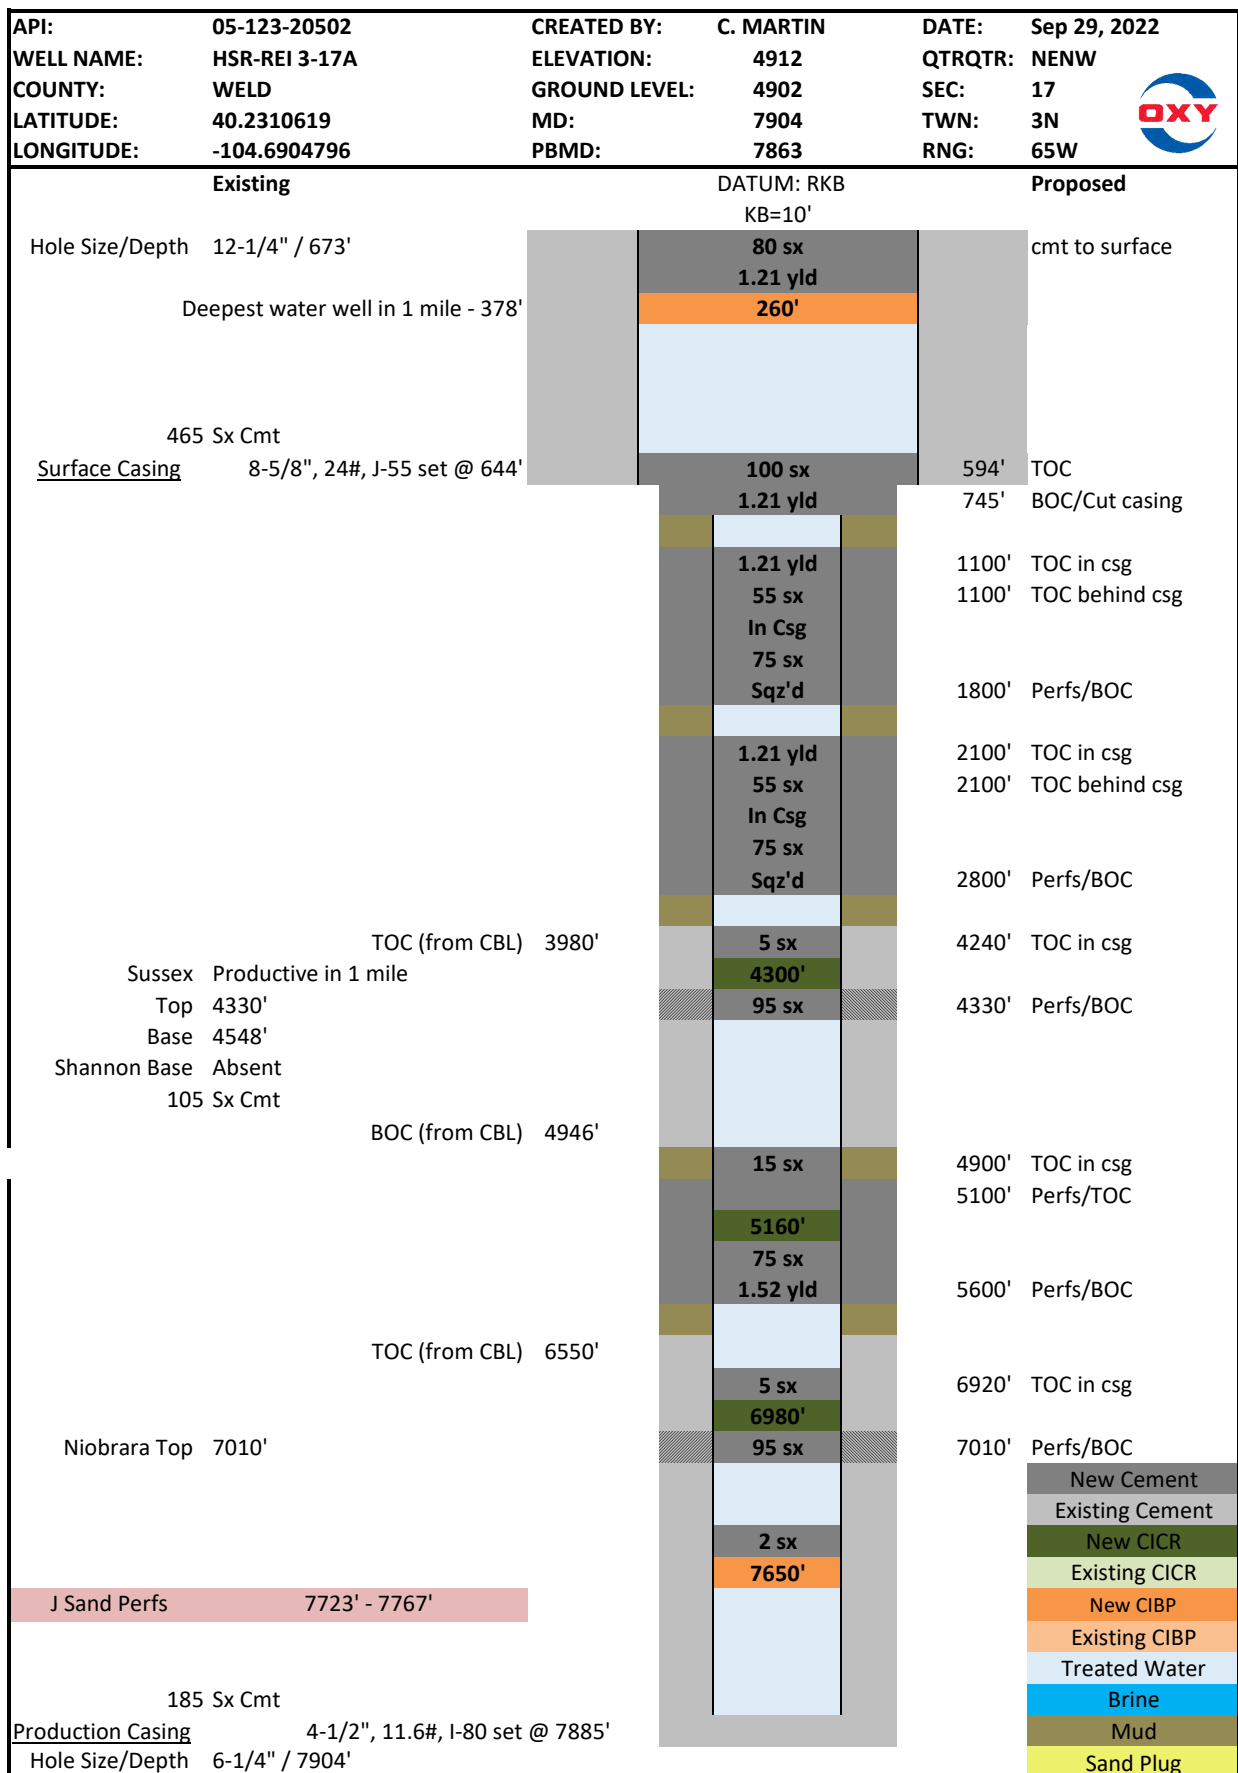 API: 05-123-20502 CREATED BY: C. MARTIN DATE: Sep 29, 2022
WELL NAME: HSR-REI 3-17A ELEVATION: 4912 QTRQTR: NENW
COUNTY: WELD GROUND LEVEL: 4902 SEC: 17
OXY
LATITUDE: 40.2310619 MD: 7904 TWN: 3N
LONGITUDE: -104.6904796 PBMD: 7863 RNG: 65W
Existing DATUM: RKB Proposed
KB=10'
Hole Size/Depth 12-1/4" / 673' 80 sx cmt to surface
1.21 yld
Deepest water well in 1 mile - 378' 260'
465 Sx Cmt
Surface Casing 8-5/8", 24#, J-55 set @ 644' 100 sx 594' TOC
1.21 yld 745' BOC/Cut casing
1.21 yld 1100' TOC in csg
55 sx 1100' TOC behind csg
In Csg
75 sx
Sqz'd 1800' Perfs/BOC
1.21 yld 2100' TOC in csg
55 sx 2100' TOC behind csg
In Csg
75 sx
Sqz'd 2800' Perfs/BOC
TOC (from CBL) 3980' 5 sx 4240' TOC in csg
Sussex Productive in 1 mile 4300'
Top 4330' 95 sx 4330' Perfs/BOC
Base 4548'
Shannon Base Absent
105 Sx Cmt
BOC (from CBL) 4946'
15 sx 4900' TOC in csg
5100' Perfs/TOC
5160'
75 sx
1.52 yld 5600' Perfs/BOC
TOC (from CBL) 6550'
5 sx 6920' TOC in csg
6980'
Niobrara Top 7010' 95 sx 7010' Perfs/BOC
New Cement
Existing Cement
2 sx New CICR
7650' Existing CICR
J Sand Perfs 7723' - 7767' New CIBP
Existing CIBP
Treated Water
185 Sx Cmt Brine
Production Casing 4-1/2", 11.6#, I-80 set @ 7885' Mud
Hole Size/Depth 6-1/4" / 7904' Sand Plug